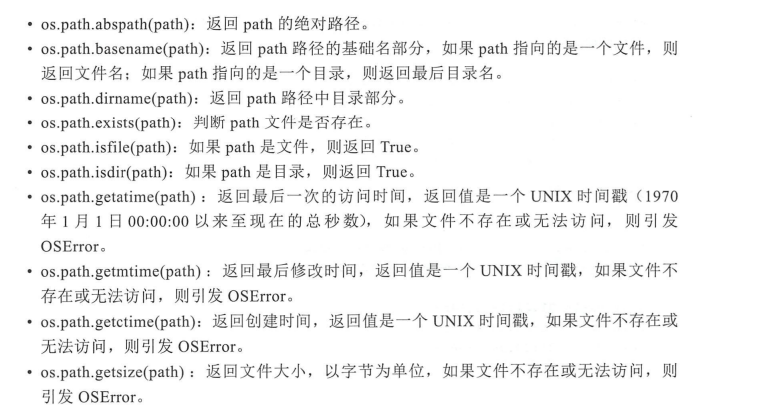 • os.path.abspath(path)：返回 path 的绝对路径。
• os.path.basename(path)：返回 path 路径的基础名部分，如果 path 指向的是一个文件，则
返回文件名；如果 path 指向的是一个目录，则返回最后目录名。
• os.path.dirname(path)：返回 path 路径中目录部分。
• os.path.exists(path)：判断 path 文件是否存在。
• os.path.isfile(path)：如果 path 是文件，则返回 True。
• os.path.isdir(path)：如果 path 是目录，则返回 True。
• os.path.getatime(path)：返回最后一次的访问时间，返回值是一个 UNIX 时间戳（1970
年 1 月 1 日 00:00:00 以来至现在的总秒数），如果文件不存在或无法访问，则引发
OSError。
• os.path.getmtime(path)：返回最后修改时间，返回值是一个 UNIX 时间戳，如果文件不
存在或无法访问，则引发 OSError。
• os.path.getctime(path)：返回创建时间，返回值是一个 UNIX 时间戳，如果文件不存在或
无法访问，则引发 OSError。
• os.path.getsize(path)：返回文件大小，以字节为单位，如果文件不存在或无法访问，则
引发 OSError。